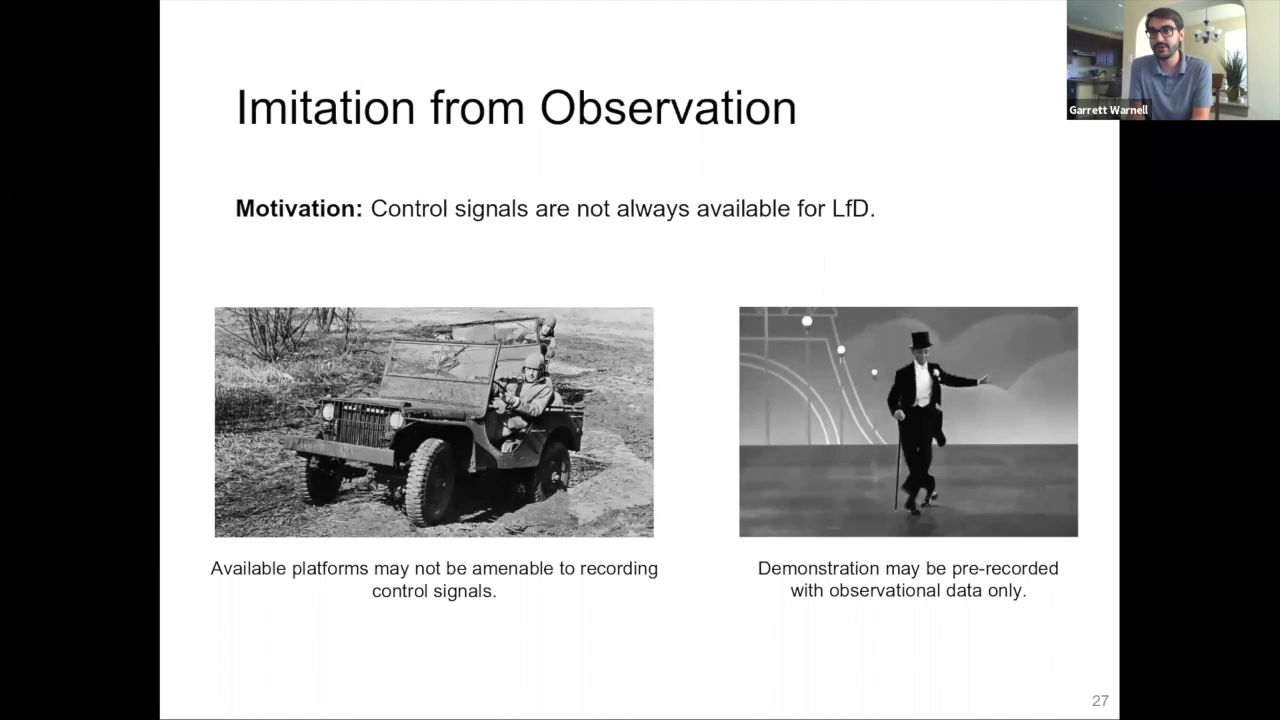 Imitation from Observation
Garrett Warnell
Motivation: Control signals are not always available for LfD.
Available platforms may not be amenable to recording
control signals.
Demonstration may be pre-recorded
with observational data only.
27